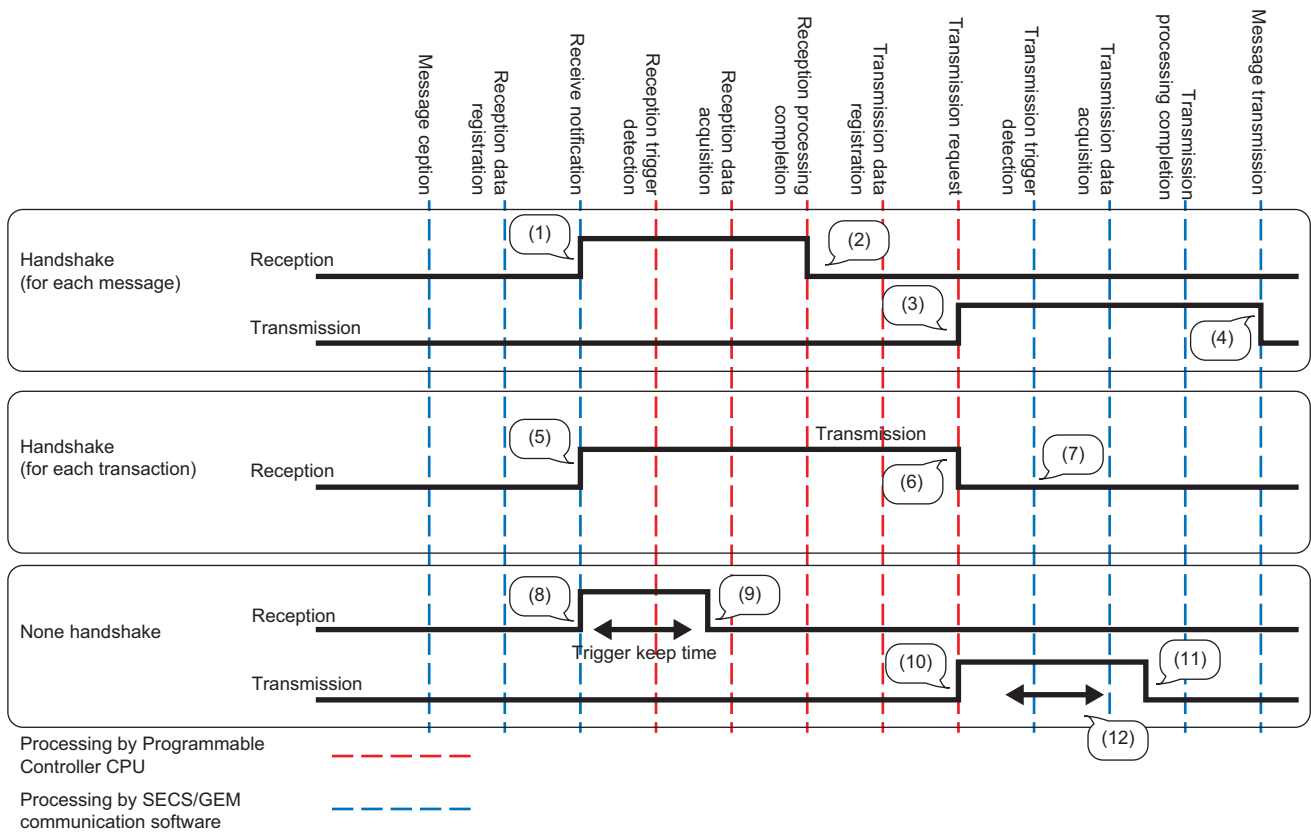 Message ception
Reception data
registration
Receive notification
Reception trigger
detection
Reception data
acquisition
Reception processing
completion
Transmission data
registration
Transmission request
Transmission trigger
detection
Transmission data
acquisition
Transmission
processing completion
Message transmission
Handshake
(for each message)
Reception
(1)
(2)
Transmission
(3)
(4)
Handshake
(for each transaction)
Reception
(5)
Transmission
(6)
(7)
None handshake
Reception
(8)
(9)
Trigger keep time
Transmission
(10)
(11)
(12)
Processing by Programmable
Controller CPU
Processing by SECS/GEM
communication software